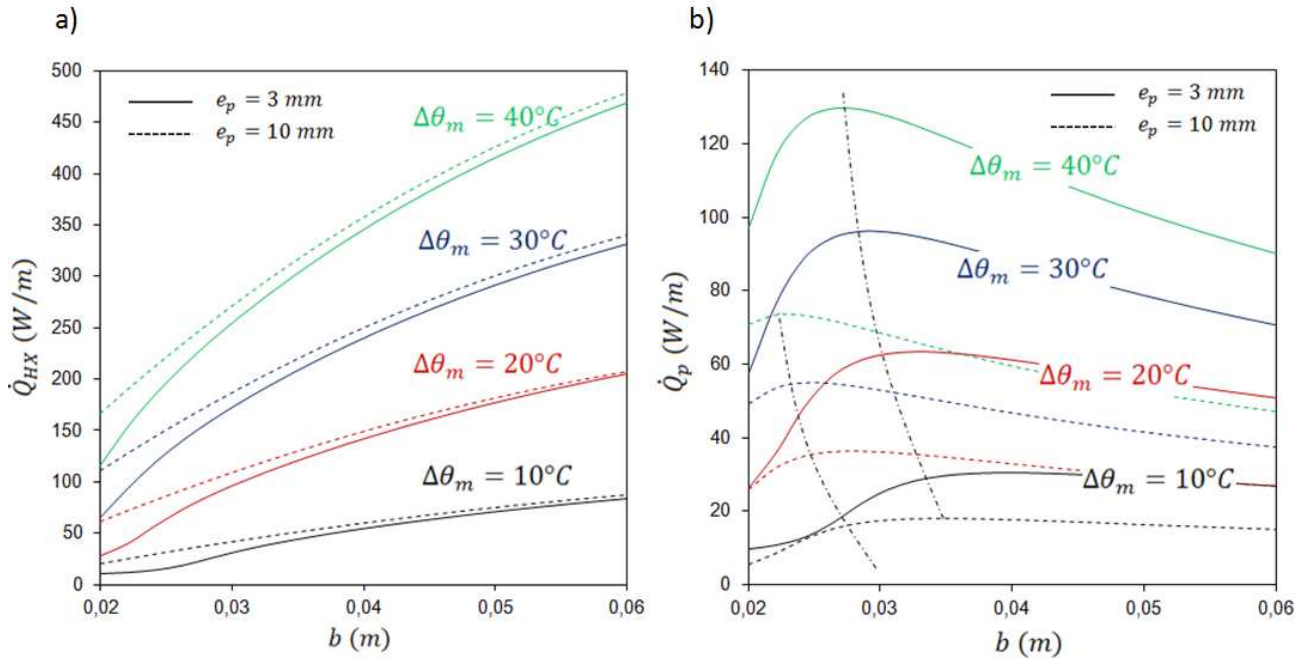 a)
500
450
400
350
300
250
200
150
100
50
0
Q̇_HX (W/m)
e_p = 3 mm
e_p = 10 mm
Δθ_m = 40°C
Δθ_m = 30°C
Δθ_m = 20°C
Δθ_m = 10°C
0,02 0,03 0,04 0,05 0,06
b (m)
b)
140
120
100
80
60
40
20
0
Q̇_p (W/m)
e_p = 3 mm
e_p = 10 mm
Δθ_m = 40°C
Δθ_m = 30°C
Δθ_m = 20°C
Δθ_m = 10°C
0,02 0,03 0,04 0,05 0,06
b (m)